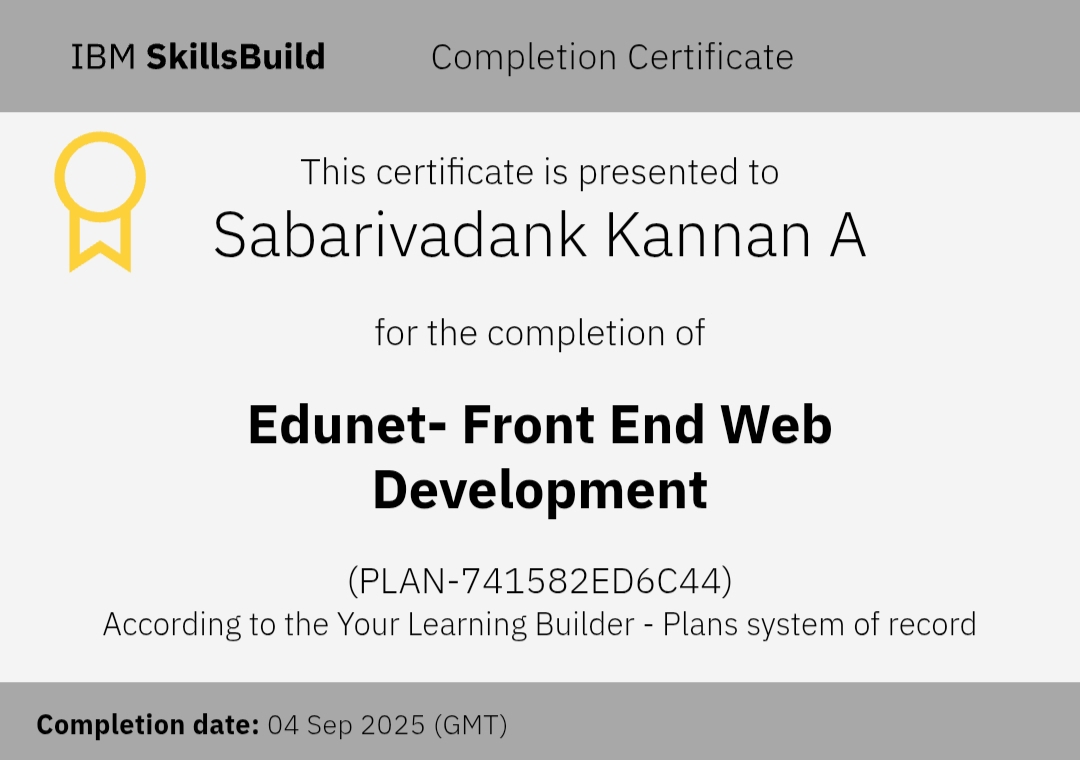 IBM SkillsBuild Completion Certificate
This certificate is presented to
Sabarivadank Kannan A
for the completion of
Edunet- Front End Web
Development
(PLAN-741582ED6C44)
According to the Your Learning Builder - Plans system of record
Completion date: 04 Sep 2025 (GMT)